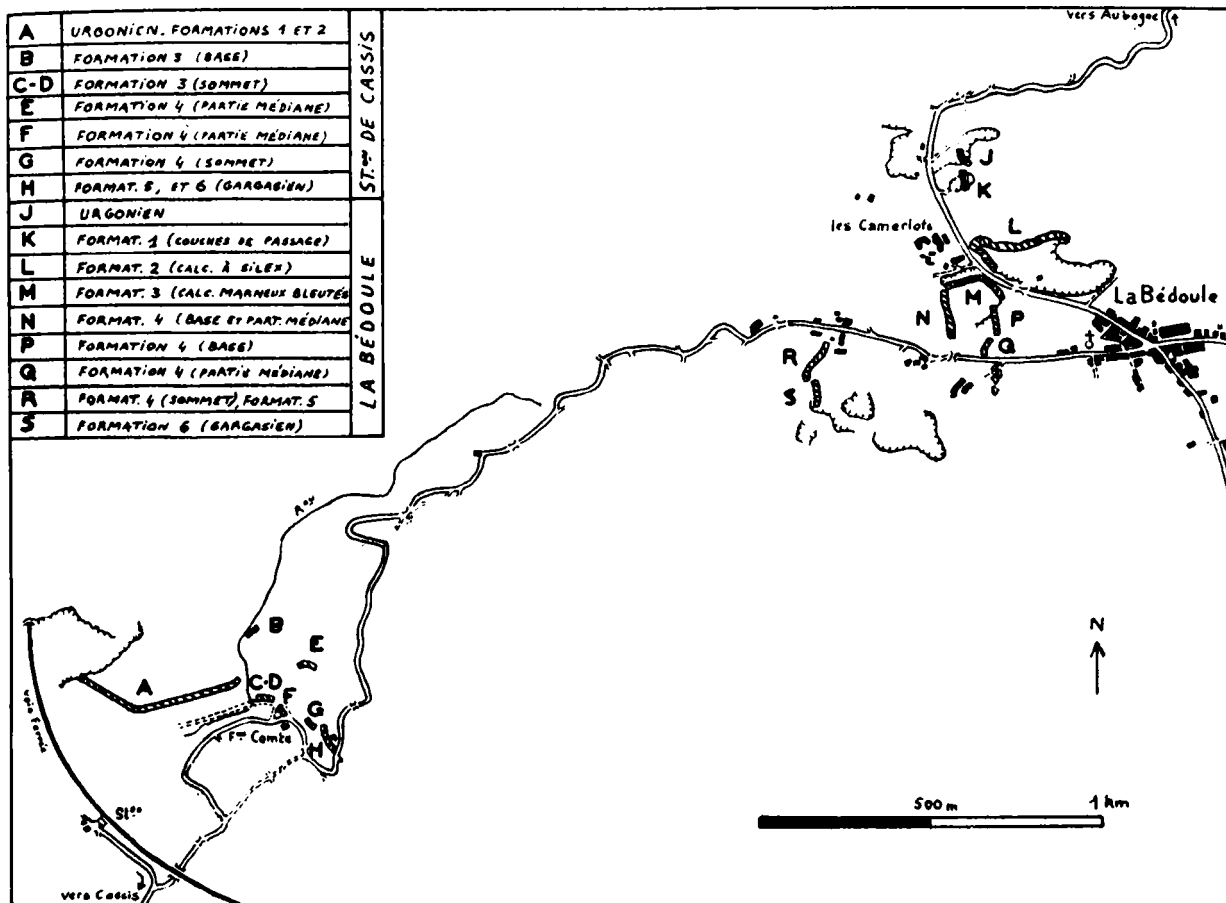 A URGONIEN. FORMATIONS 1 ET 2
B FORMATION 3 (BASE)
C-D FORMATION 3 (SOMMET)
E FORMATION 4 (PARTIE MÉDIANE)
F FORMATION 4 (PARTIE MÉDIANE)
G FORMATION 4 (SOMMET)
H FORMAT. 5, ET 6 (GARGASIEN)
ST.on DE CASSIS
J URGONIEN
K FORMAT. 1 (COUCHES DE PASSAGE)
L FORMAT. 2 (CALC. À SILEX)
M FORMAT. 3 (CALC. MARNEUX BLEUTÉS
N FORMAT. 4 (BASE ET PART. MÉDIANE
P FORMATION 4 (BASE)
Q FORMATION 4 (PARTIE MÉDIANE)
R FORMAT. 4 (SOMMET), FORMAT. 5
S FORMATION 6 (GARGASIEN)
LA BÉDOULE
vers Aubagne
J
K
les Camerlots
L
La Bédoule
M
N
P
Q
R
S
B
E
A
C-D
F
G
Fme Comte
H
voie Ferrée
Ston
vers Cassis
N
500 m
1 km